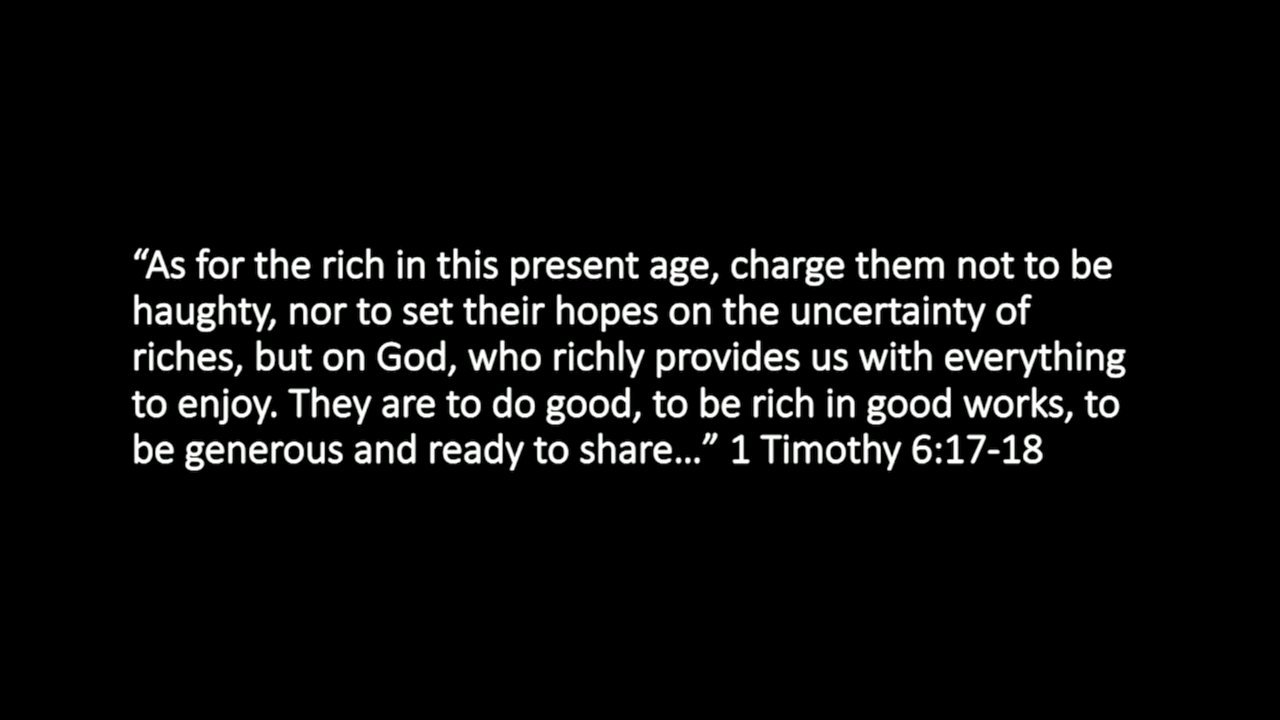 “As for the rich in this present age, charge them not to be
haughty, nor to set their hopes on the uncertainty of
riches, but on God, who richly provides us with everything
to enjoy. They are to do good, to be rich in good works, to
be generous and ready to share…” 1 Timothy 6:17-18